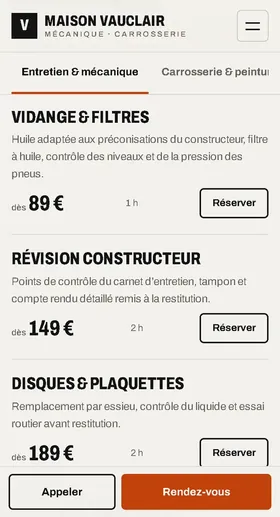 V
MAISON VAUCLAIR
MÉCANIQUE · CARROSSERIE
Entretien & mécanique
Carrosserie & peintu
VIDANGE & FILTRES
Huile adaptée aux préconisations du constructeur, filtre
à huile, contrôle des niveaux et de la pression des
pneus.
dès 89 € 1 h Réserver
RÉVISION CONSTRUCTEUR
Points de contrôle du carnet d'entretien, tampon et
compte rendu détaillé remis à la restitution.
dès 149 € 2 h Réserver
DISQUES & PLAQUETTES
Remplacement par essieu, contrôle du liquide et essai
routier avant restitution.
dès 189 € 2 h Réserver
Appeler Rendez-vous